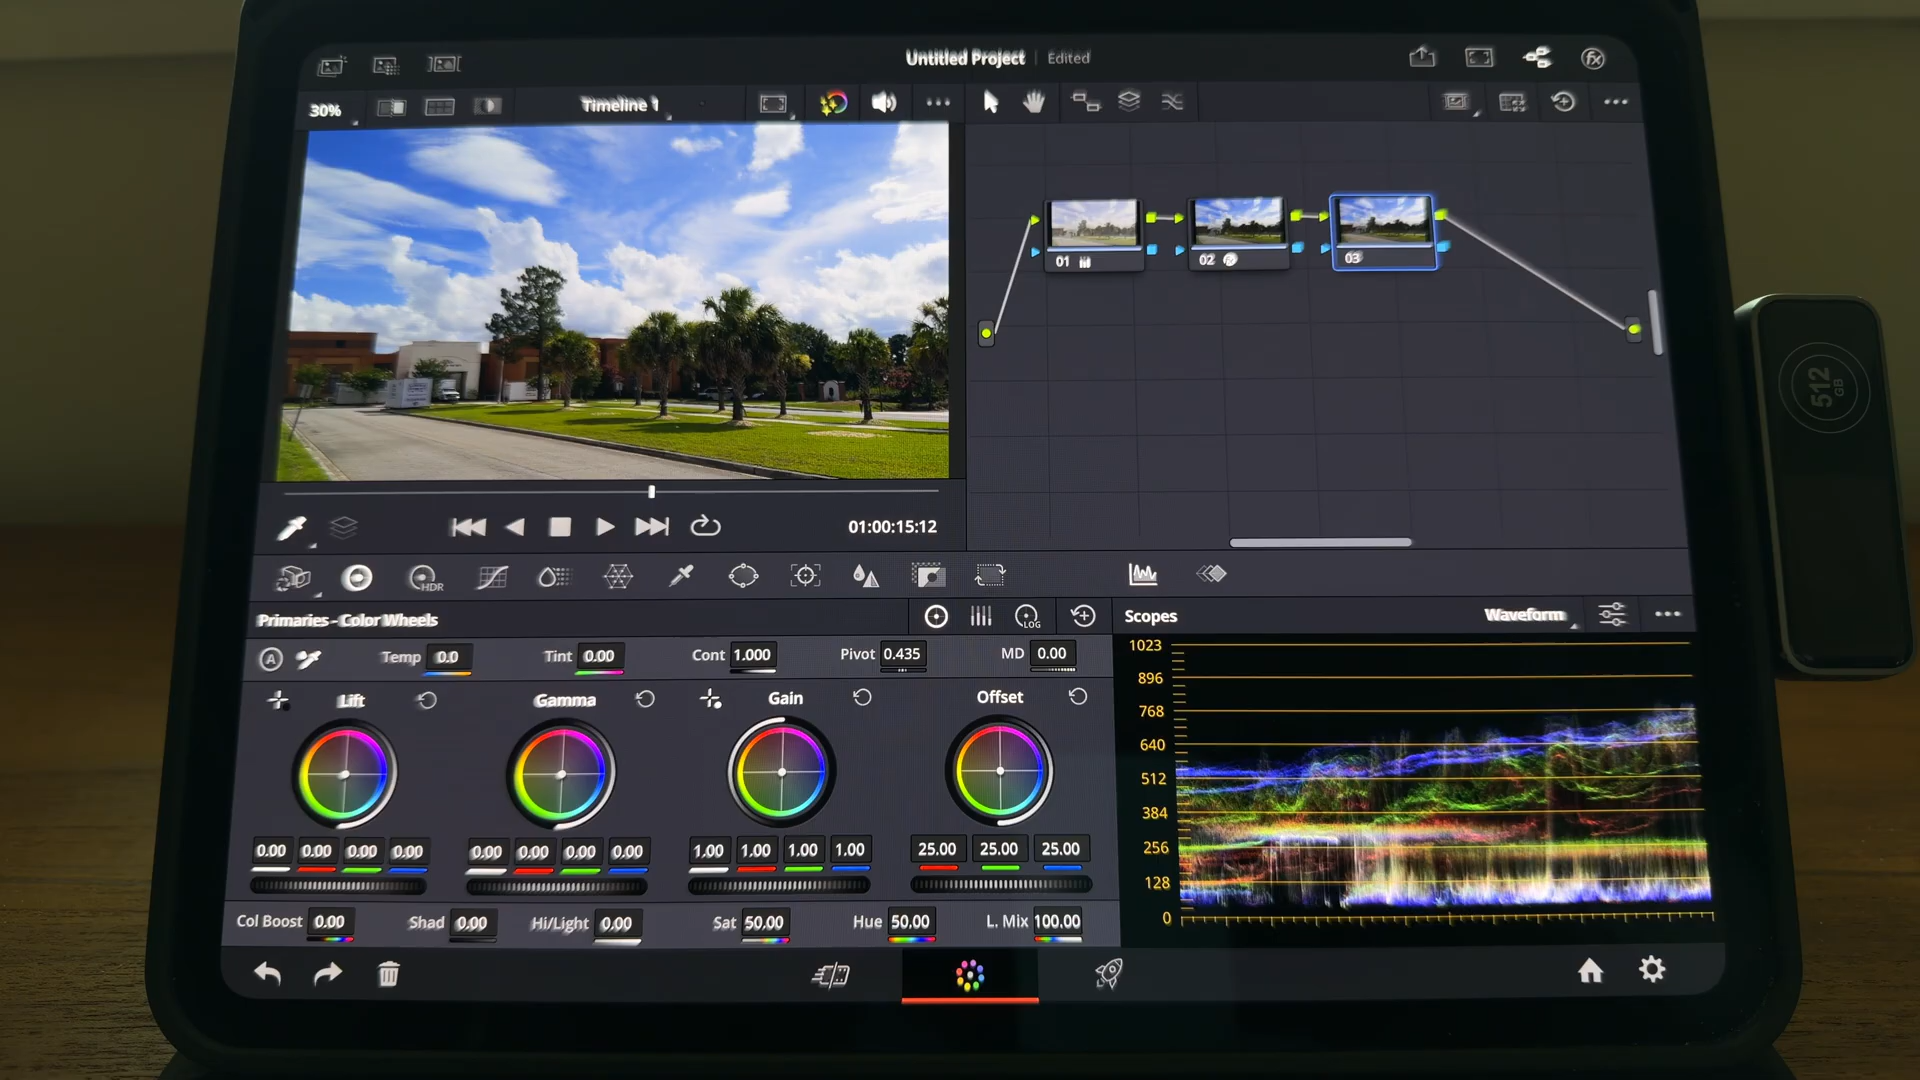 Untitled Project | Edited
30%
Timeline 1
01
02
03
512
GB
01:00:15:12
HDR
Primaries - Color Wheels
LOG
Scopes
Waveform
A
Temp 0.0
Tint 0.00
Cont 1.000
Pivot 0.435
MD 0.00
Lift
Gamma
Gain
Offset
0.00 0.00 0.00 0.00
0.00 0.00 0.00 0.00
1.00 1.00 1.00 1.00
25.00 25.00 25.00
Col Boost 0.00
Shad 0.00
Hi/Light 0.00
Sat 50.00
Hue 50.00
L. Mix 100.00
1023
896
768
640
512
384
256
128
0